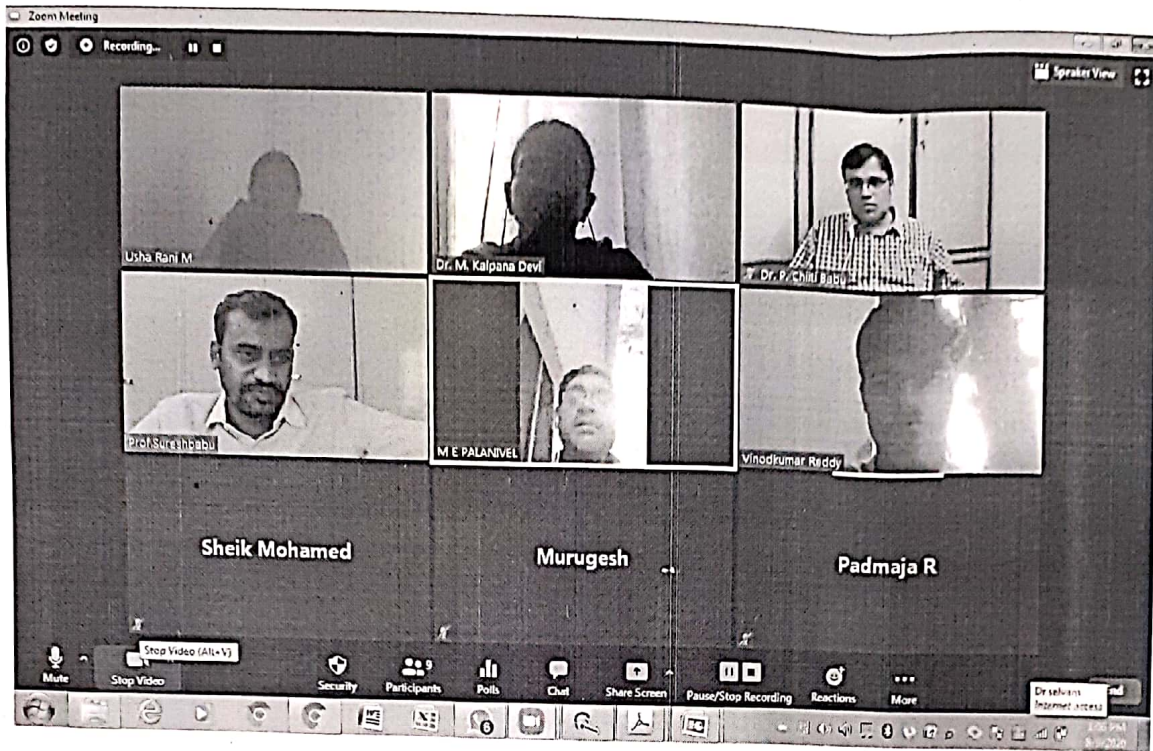 Zoom Meeting
Recording...
Speaker View
Usha Rani M
Dr. M. Kalpana Devi
Dr. P. Chitti Babu
Prof.Sureshbabu
M E PALANIVEL
Vinodkumar Reddy
Sheik Mohamed
Murugesh
Padmaja R
Stop Video (Alt+V)
Mute
Stop Video
Security
Participants
9
Polls
Chat
Share Screen
Pause/Stop Recording
Reactions
More
End
Dr selvans
Internet access